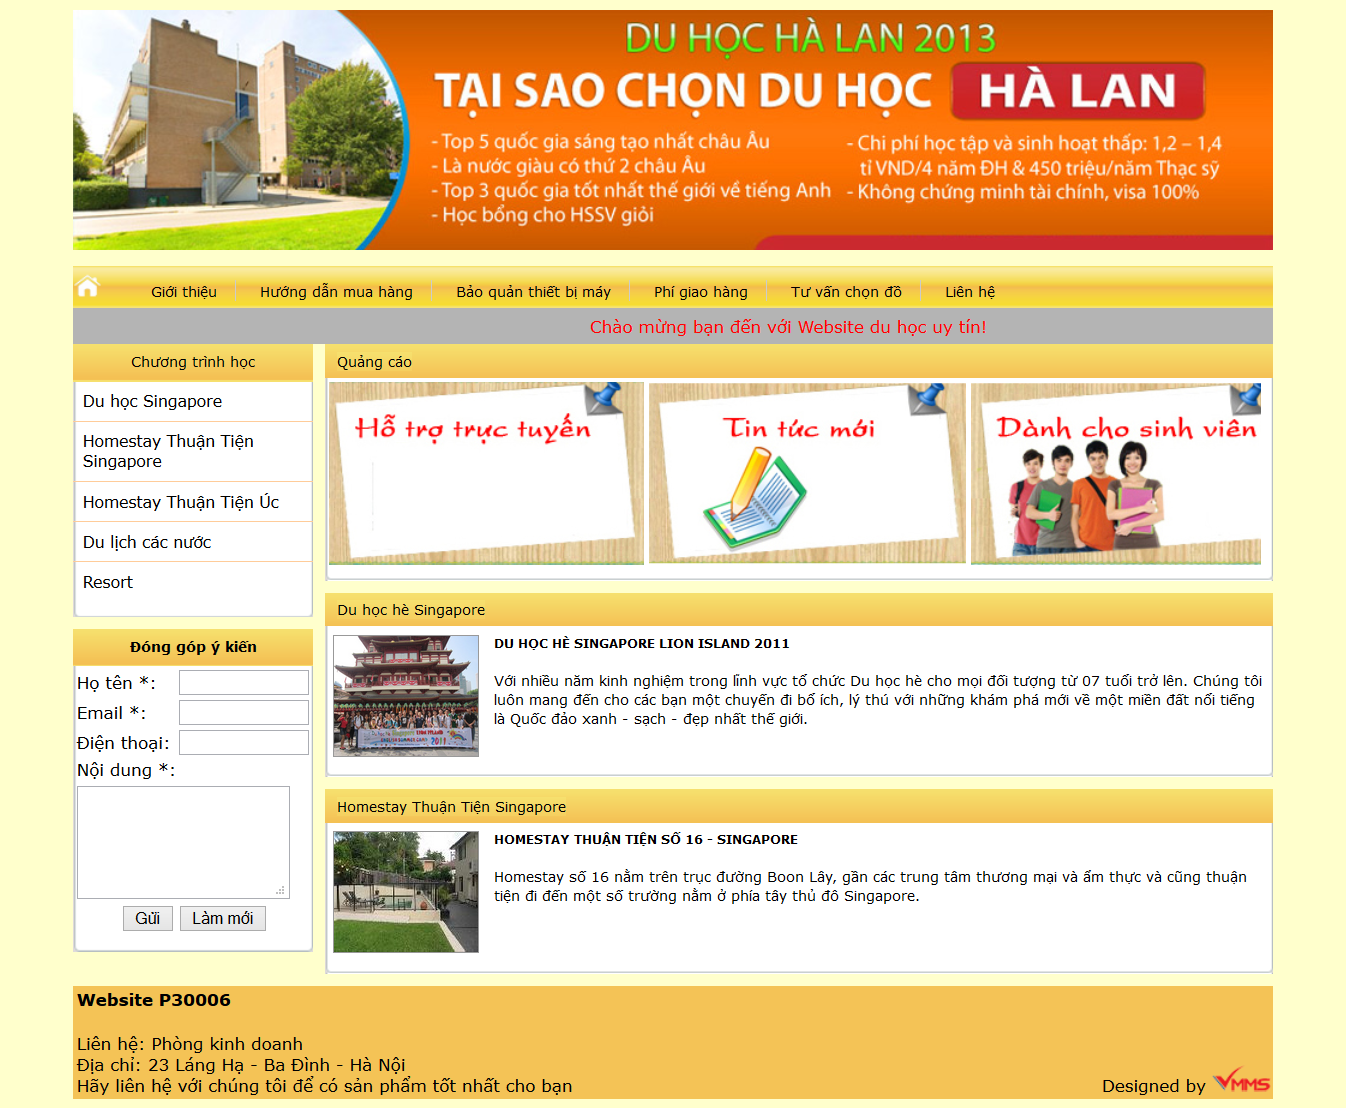 DU HỌC HÀ LAN 2013
TẠI SAO CHỌN DU HỌC HÀ LAN
- Top 5 quốc gia sáng tạo nhất châu Âu
- Là nước giàu có thứ 2 châu Âu
- Top 3 quốc gia tốt nhất thế giới về tiếng Anh
- Học bổng cho HSSV giỏi
- Chi phí học tập và sinh hoạt thấp: 1,2 – 1,4
tỉ VND/4 năm ĐH & 450 triệu/năm Thạc sỹ
- Không chứng minh tài chính, visa 100%
Giới thiệu
Hướng dẫn mua hàng
Bảo quản thiết bị máy
Phí giao hàng
Tư vấn chọn đồ
Liên hệ
Chào mừng bạn đến với Website du học uy tín!
Chương trình học
Du học Singapore
Homestay Thuận Tiện
Singapore
Homestay Thuận Tiện Úc
Du lịch các nước
Resort
Đóng góp ý kiến
Họ tên *:
Email *:
Điện thoại:
Nội dung *:
Gửi
Làm mới
Quảng cáo
Hỗ trợ trực tuyến
Tin tức mới
Dành cho sinh viên
Du học hè Singapore
DU HỌC HÈ SINGAPORE LION ISLAND 2011
Với nhiều năm kinh nghiệm trong lĩnh vực tổ chức Du học hè cho mọi đối tượng từ 07 tuổi trở lên. Chúng tôi
luôn mang đến cho các bạn một chuyến đi bổ ích, lý thú với những khám phá mới về một miền đất nổi tiếng
là Quốc đảo xanh - sạch - đẹp nhất thế giới.
Homestay Thuận Tiện Singapore
HOMESTAY THUẬN TIỆN SỐ 16 - SINGAPORE
Homestay số 16 nằm trên trục đường Boon Lây, gần các trung tâm thương mại và ẩm thực và cũng thuận
tiện đi đến một số trường nằm ở phía tây thủ đô Singapore.
Website P30006
Liên hệ: Phòng kinh doanh
Địa chỉ: 23 Láng Hạ - Ba Đình - Hà Nội
Hãy liên hệ với chúng tôi để có sản phẩm tốt nhất cho bạn
Designed by VMMS